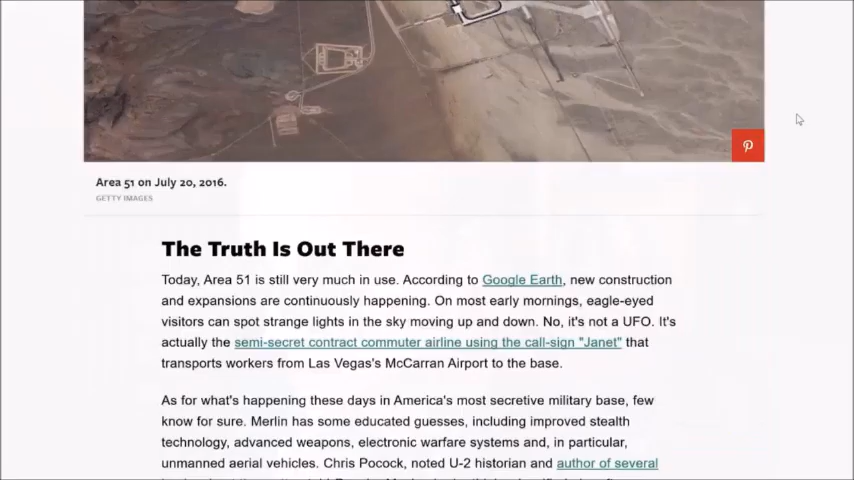 Area 51 on July 20, 2016.
GETTY IMAGES
The Truth Is Out There
Today, Area 51 is still very much in use. According to Google Earth, new construction
and expansions are continuously happening. On most early mornings, eagle-eyed
visitors can spot strange lights in the sky moving up and down. No, it's not a UFO. It's
actually the semi-secret contract commuter airline using the call-sign "Janet" that
transports workers from Las Vegas's McCarran Airport to the base.
As for what's happening these days in America's most secretive military base, few
know for sure. Merlin has some educated guesses, including improved stealth
technology, advanced weapons, electronic warfare systems and, in particular,
unmanned aerial vehicles. Chris Pocock, noted U-2 historian and author of several